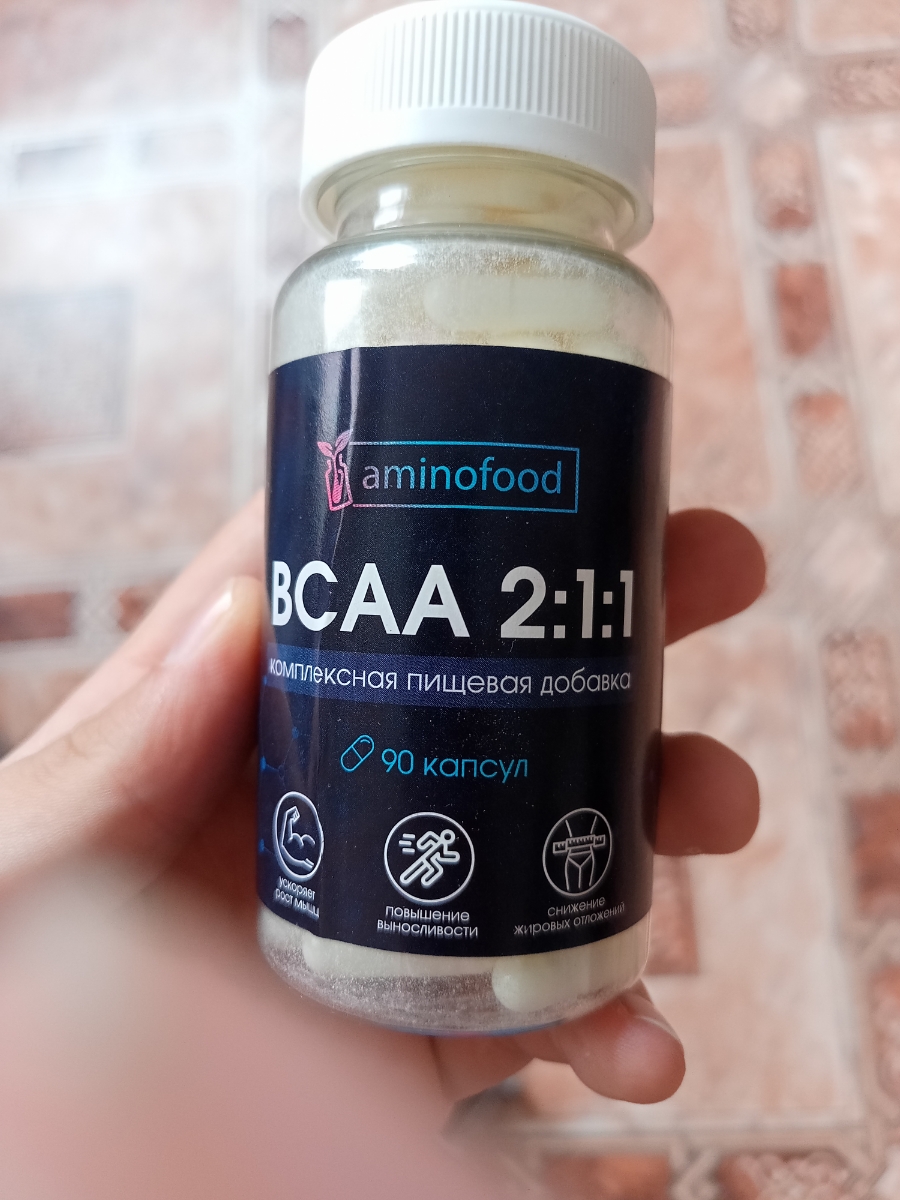 aminofood
BCAA 2:1:1
комплексная пищевая добавка
90 капсул
ускоряет
рост мышц
повышение
выносливости
снижение
жировых отложений